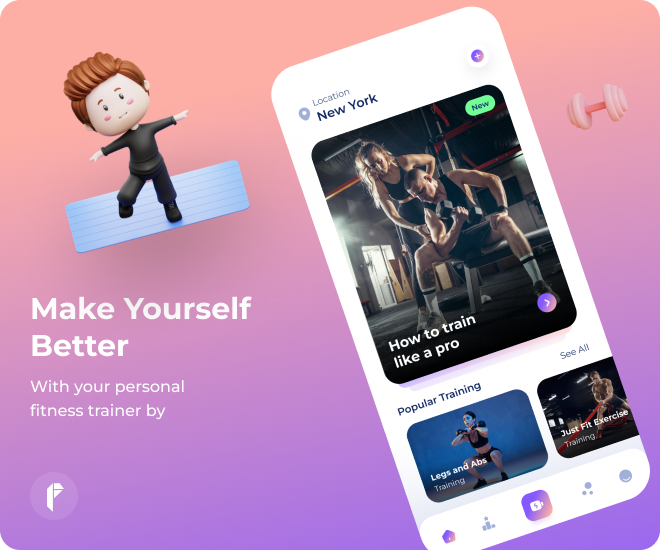 Location
New York
New
How to train
like a pro
Make Yourself
Better
With your personal
fitness trainer by
See All
Popular Training
Legs and Abs
Training
Just Fit Exercise
Training